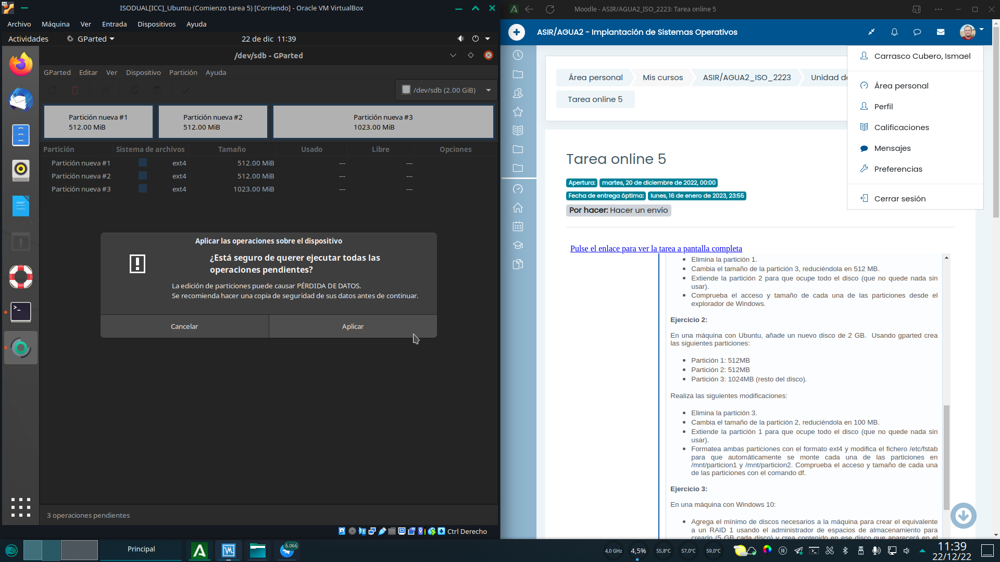 ISODUAL[ICC]_Ubuntu (Comienzo tarea 5) [Corriendo] - Oracle VM VirtualBox
Archivo Máquina Ver Entrada Dispositivos Ayuda
Actividades GParted 22 de dic 11:39
/dev/sdb - GParted
GParted Editar Ver Dispositivo Partición Ayuda
/dev/sdb (2.00 GiB)
Partición nueva #1
512.00 MiB
Partición nueva #2
512.00 MiB
Partición nueva #3
1023.00 MiB
Partición Sistema de archivos Tamaño Usado Libre Opciones
Partición nueva #1 ext4 512.00 MiB --- ---
Partición nueva #2 ext4 512.00 MiB --- ---
Partición nueva #3 ext4 1023.00 MiB --- ---
Aplicar las operaciones sobre el dispositivo
¿Está seguro de querer ejecutar todas las
operaciones pendientes?
La edición de particiones puede causar PÉRDIDA DE DATOS.
Se recomienda hacer una copia de seguridad de sus datos antes de continuar.
Cancelar Aplicar
3 operaciones pendientes
Ctrl Derecho
Moodle - ASIR/AGUA2_ISO_2223: Tarea online 5
ASIR/AGUA2 - Implantación de Sistemas Operativos
Carrasco Cubero, Ismael
Área personal
Perfil
Calificaciones
Mensajes
Preferencias
Cerrar sesión
Área personal Mis cursos ASIR/AGUA2_ISO_2223 Unidad de
Tarea online 5
Tarea online 5
Apertura: martes, 20 de diciembre de 2022, 00:00
Fecha de entrega óptima: lunes, 16 de enero de 2023, 23:55
Por hacer: Hacer un envío
Pulse el enlace para ver la tarea a pantalla completa
Elimina la partición 1.
Cambia el tamaño de la partición 3, reduciéndola en 512 MB.
Extiende la partición 2 para que ocupe todo el disco (que no quede nada sin
usar).
Comprueba el acceso y tamaño de cada una de las particiones desde el
explorador de Windows.
Ejercicio 2:
En una máquina con Ubuntu, añade un nuevo disco de 2 GB. Usando gparted crea
las siguientes particiones:
Partición 1: 512MB
Partición 2: 512MB
Partición 3: 1024MB (resto del disco).
Realiza las siguientes modificaciones:
Elimina la partición 3.
Cambia el tamaño de la partición 2, reduciéndola en 100 MB.
Extiende la partición 1 para que ocupe todo el disco (que no quede nada sin
usar).
Formatea ambas particiones con el formato ext4 y modifica el fichero /etc/fstab
para que automáticamente se monte cada una de las particiones en
/mnt/particion1 y /mnt/particion2. Comprueba el acceso y tamaño de cada una
de las particiones con el comando df.
Ejercicio 3:
En una máquina con Windows 10:
Agrega el mínimo de discos necesarios a la máquina para crear el equivalente
a un RAID 1 usando el administrador de espacios de almacenamiento para
crearlo (5 GB cada disco) y crea contenido en ese disco que aparecerá en el
Principal
6.066
4,0 GHz 4,5% 55,8°C 57,0°C 59,0°C
11:39
22/12/22